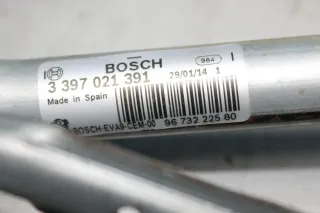 BOSCH 984 I
3 397 021 391 29/01/14 1
Made in Spain
BOSCH-EVA9-CEM-00 96 732 225 80